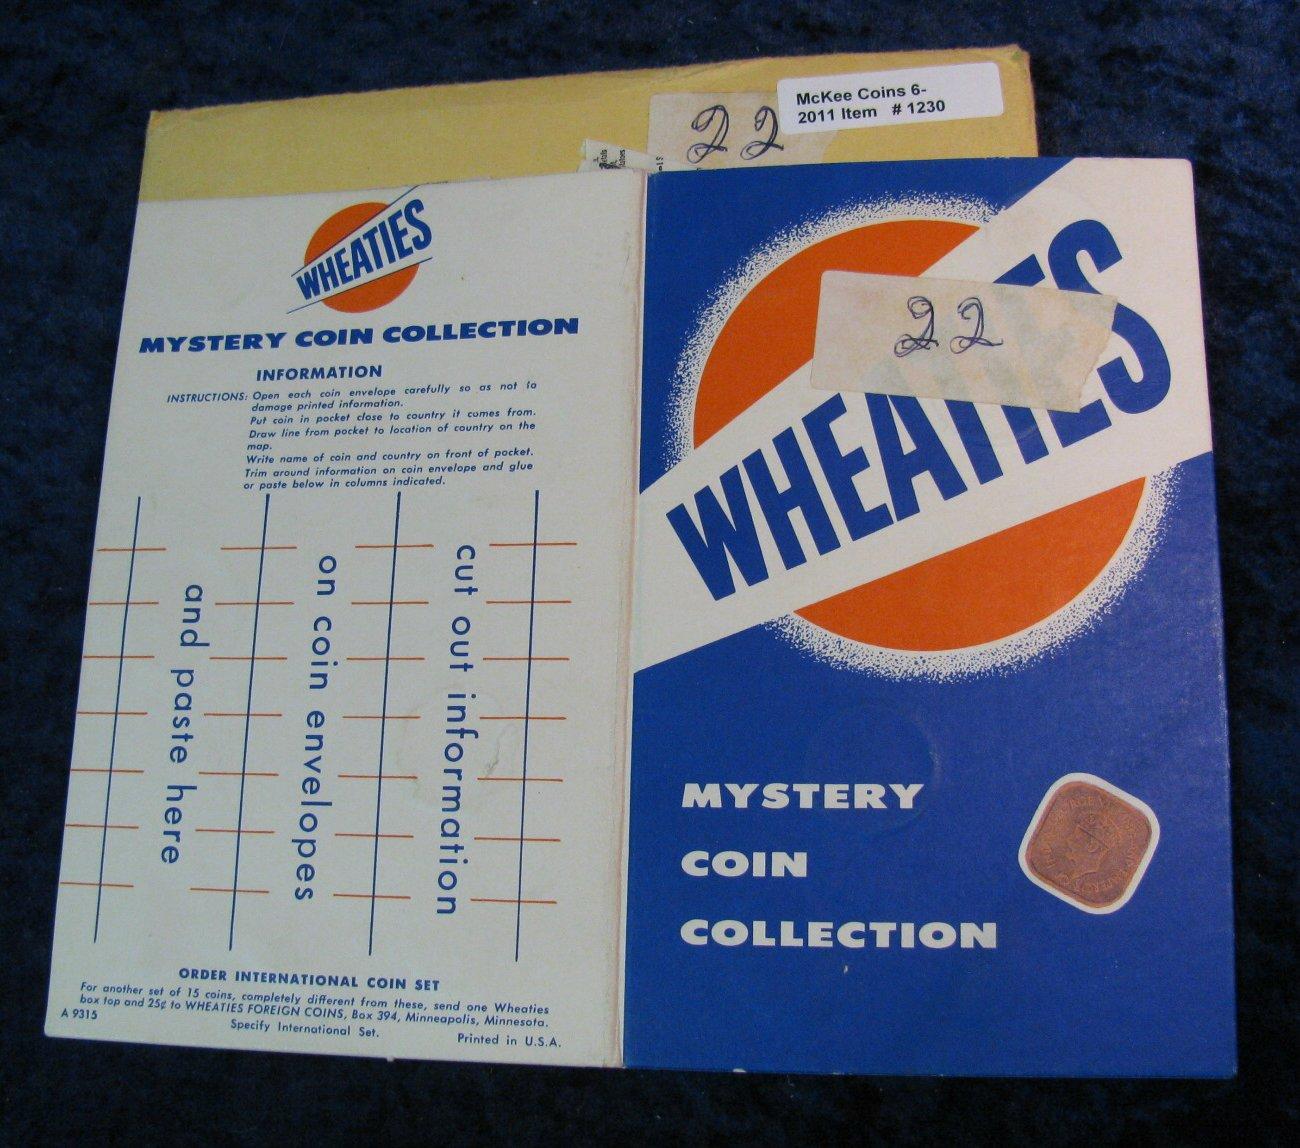 McKee Coins 6-
2011 Item # 1230
22
WHEATIES
MYSTERY COIN COLLECTION
INFORMATION
INSTRUCTIONS: Open each coin envelope carefully so as not to
damage printed information.
Put coin in pocket close to country it comes from.
Draw line from pocket to location of country on the
map.
Write name of coin and country on front of pocket.
Trim around information on coin envelope and glue
or paste below in columns indicated.
cut out information
on coin envelopes
and paste here
ORDER INTERNATIONAL COIN SET
For another set of 15 coins, completely different from these, send one Wheaties
box top and 25¢ to WHEATIES FOREIGN COINS, Box 394, Minneapolis, Minnesota.
A 9315
Specify International Set.
Printed in U.S.A.
22
WHEATIES
MYSTERY
COIN
COLLECTION